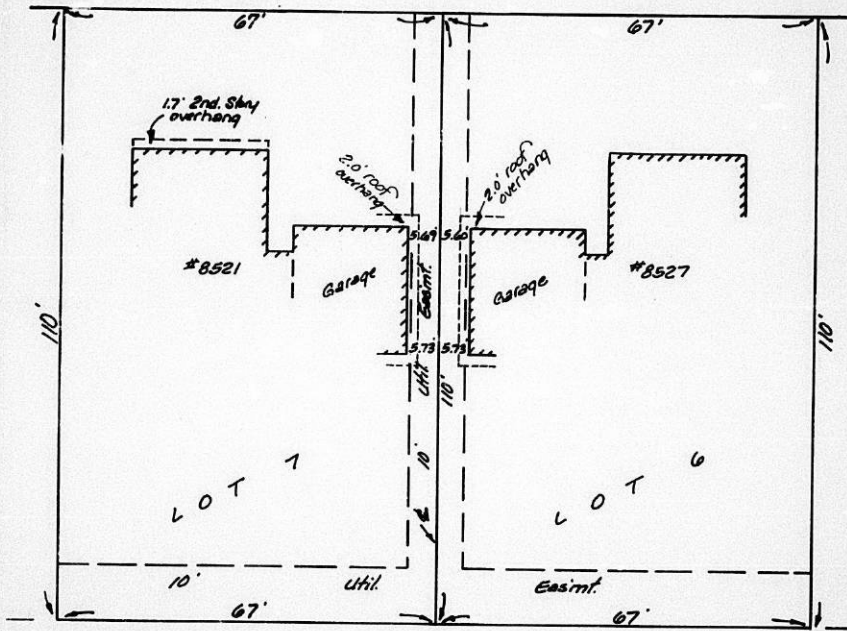 67'
67'
1.7' 2nd. Story
overhang
2.0' roof
overhang
2.0' roof
overhang
5.69
5.60
#8521
Garage
Easmt.
Garage
#8527
110'
110'
5.73
5.73
Util.
110'
10'
LOT 7
LOT 6
10'
Util.
Easmt.
67'
67'